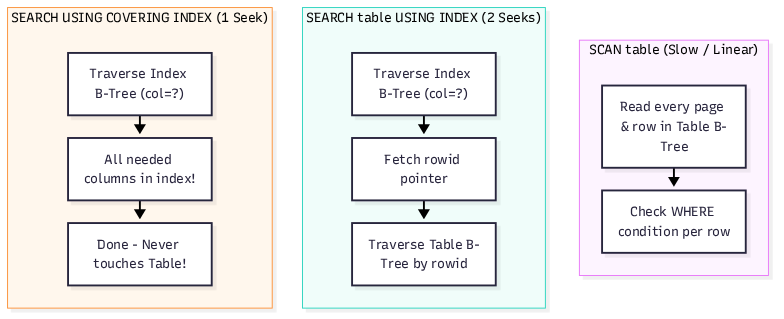 SEARCH USING COVERING INDEX (1 Seek)
Traverse Index
B-Tree (col=?)
All needed
columns in index!
Done - Never
touches Table!
SEARCH table USING INDEX (2 Seeks)
Traverse Index
B-Tree (col=?)
Fetch rowid
pointer
Traverse Table B-
Tree by rowid
SCAN table (Slow / Linear)
Read every page
& row in Table B-
Tree
Check WHERE
condition per row